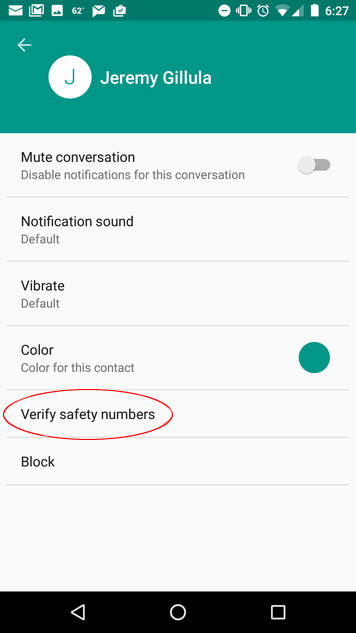 62°
6:27
J
Jeremy Gillula
Mute conversation
Disable notifications for this conversation
Notification sound
Default
Vibrate
Default
Color
Color for this contact
Verify safety numbers
Block